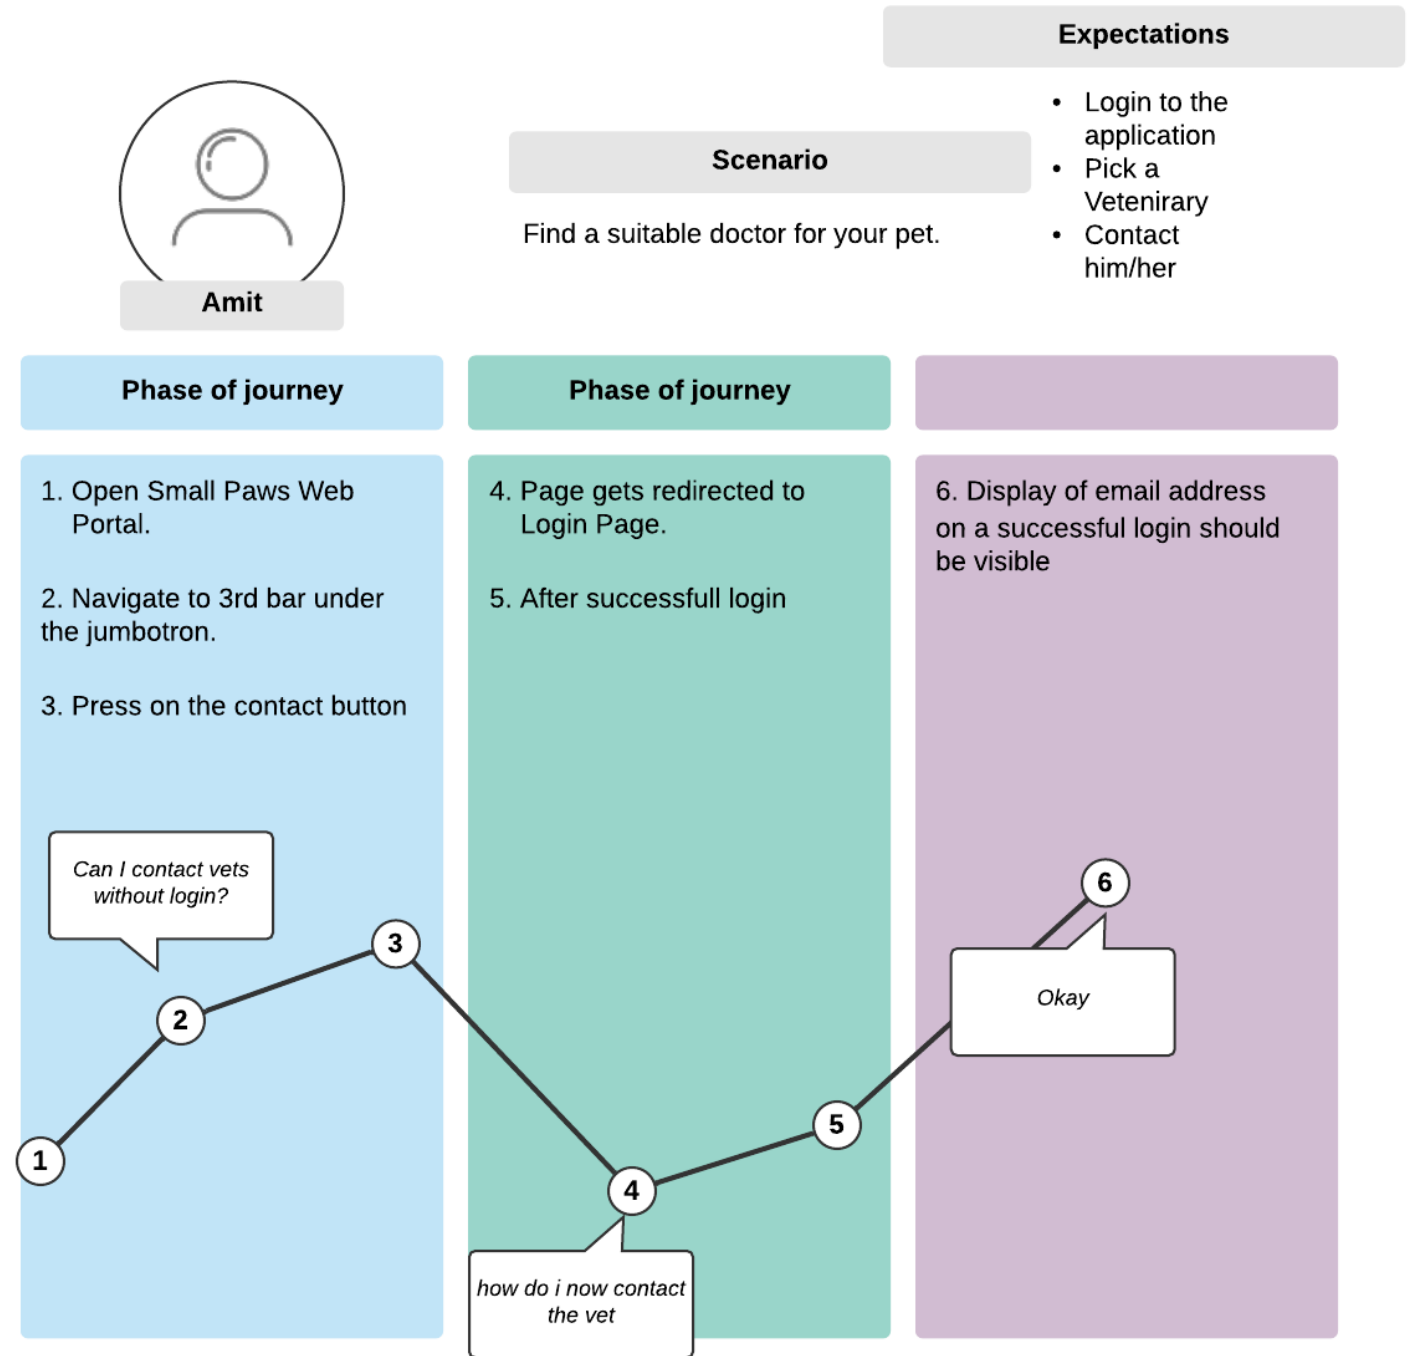 Expectations
• Login to the
application
• Pick a
Vetenirary
• Contact
him/her
Scenario
Find a suitable doctor for your pet.
Amit
Phase of journey
1. Open Small Paws Web
Portal.
2. Navigate to 3rd bar under
the jumbotron.
3. Press on the contact button
Can I contact vets
without login?
1
2
3
Phase of journey
4. Page gets redirected to
Login Page.
5. After successfull login
4
5
how do i now contact
the vet
6. Display of email address
on a successful login should
be visible
6
Okay